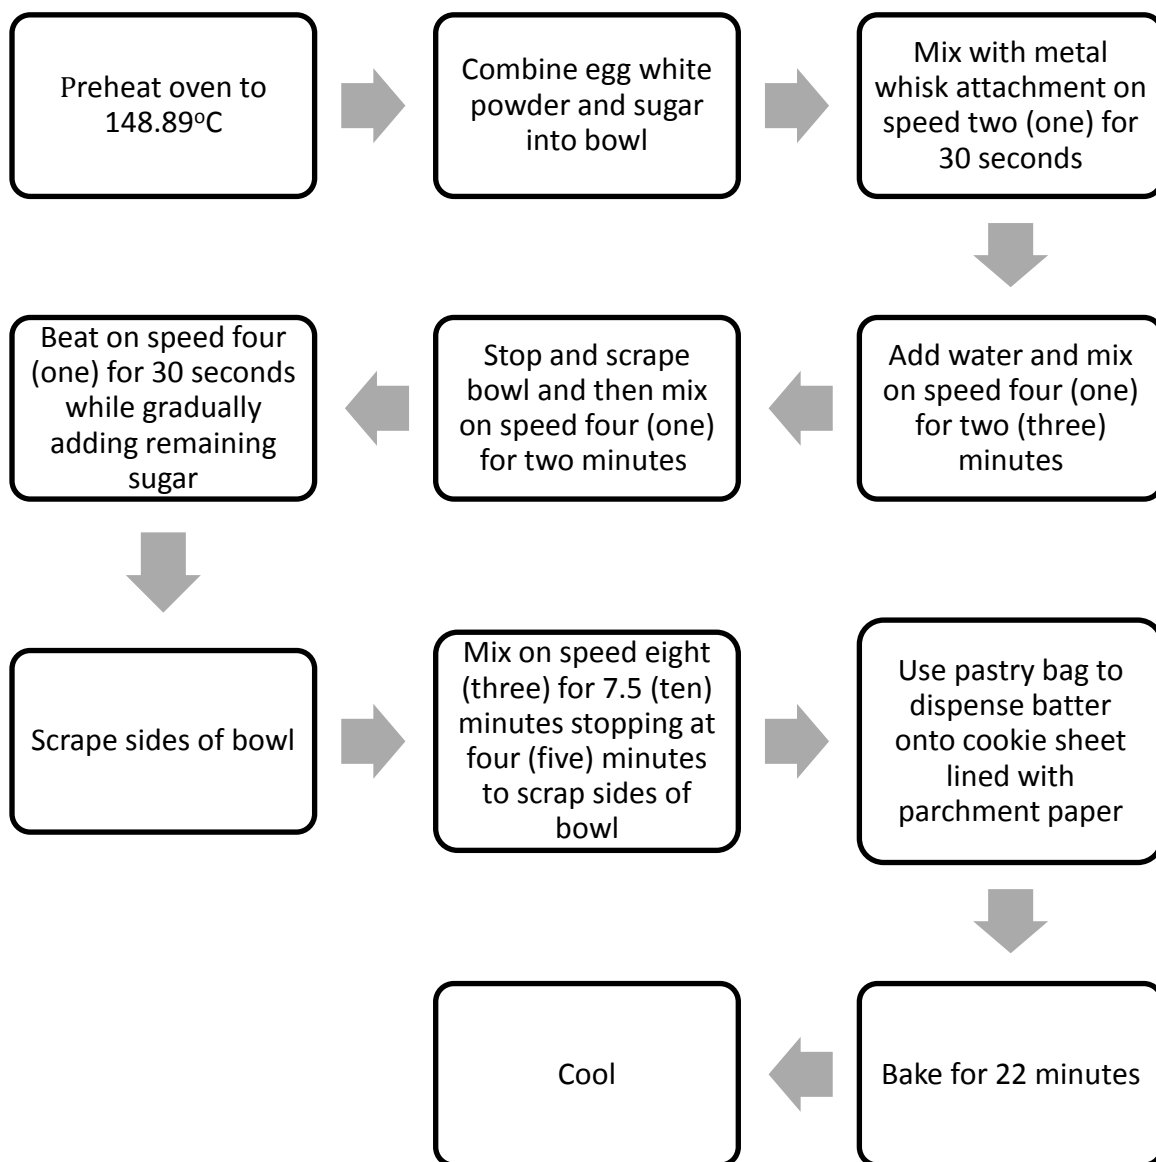 Preheat oven to
148.89°C
Combine egg white
powder and sugar
into bowl
Mix with metal
whisk attachment on
speed two (one) for
30 seconds
Add water and mix
on speed four (one)
for two (three)
minutes
Stop and scrape
bowl and then mix
on speed four (one)
for two minutes
Beat on speed four
(one) for 30 seconds
while gradually
adding remaining
sugar
Scrape sides of bowl
Mix on speed eight
(three) for 7.5 (ten)
minutes stopping at
four (five) minutes
to scrap sides of
bowl
Use pastry bag to
dispense batter
onto cookie sheet
lined with
parchment paper
Bake for 22 minutes
Cool